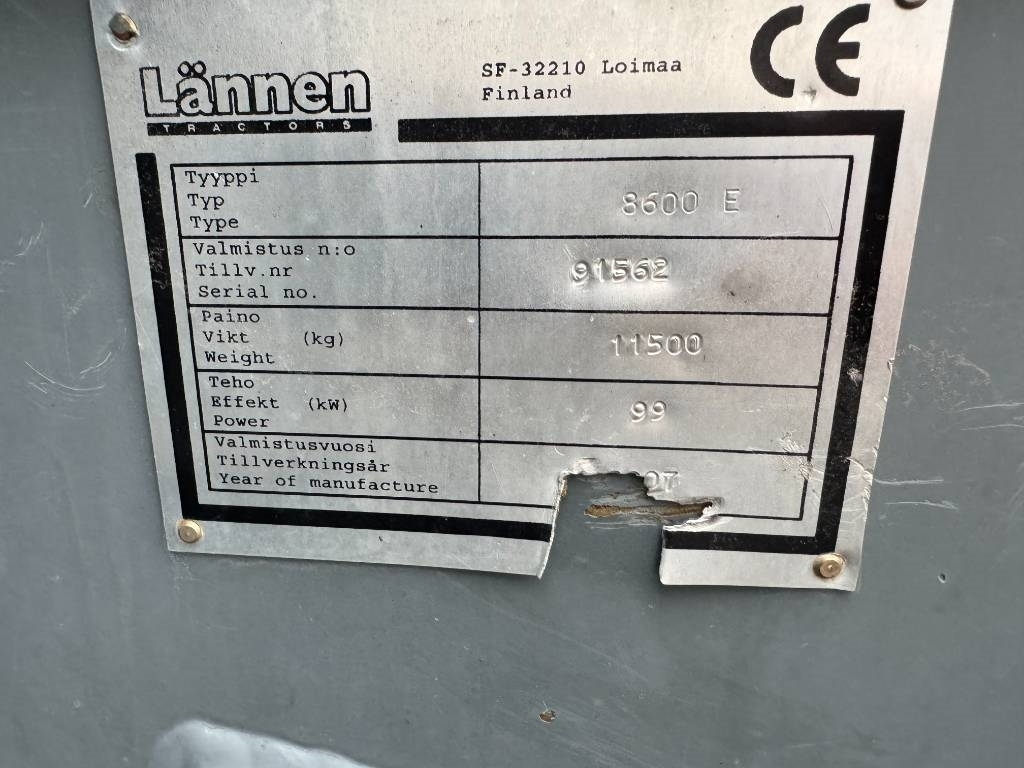 Lännen
TRACTORS
SF-32210 Loimaa
Finland
CE
Tyyppi
Typ
Type
8600 E
Valmistus n:o
Tillv.nr
Serial no.
91562
Paino
Vikt (kg)
Weight
11500
Teho
Effekt (kW)
Power
99
Valmistusvuosi
Tillverkningsår
Year of manufacture